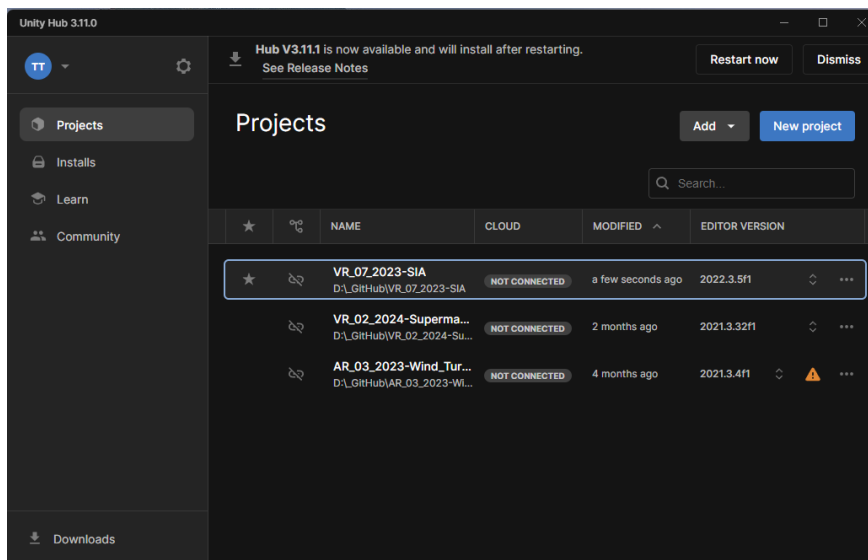 Unity Hub 3.11.0
TT
Hub V3.11.1 is now available and will install after restarting.
See Release Notes
Restart now
Dismiss
Projects
Installs
Learn
Community
Downloads
Projects
Add
New project
Search...
NAME CLOUD MODIFIED EDITOR VERSION
VR_07_2023-SIA
D:\_GitHub\VR_07_2023-SIA
NOT CONNECTED
a few seconds ago
2022.3.5f1
VR_02_2024-Superma...
D:\_GitHub\VR_02_2024-Su...
NOT CONNECTED
2 months ago
2021.3.32f1
AR_03_2023-Wind_Tur...
D:\_GitHub\AR_03_2023-Wi...
NOT CONNECTED
4 months ago
2021.3.4f1